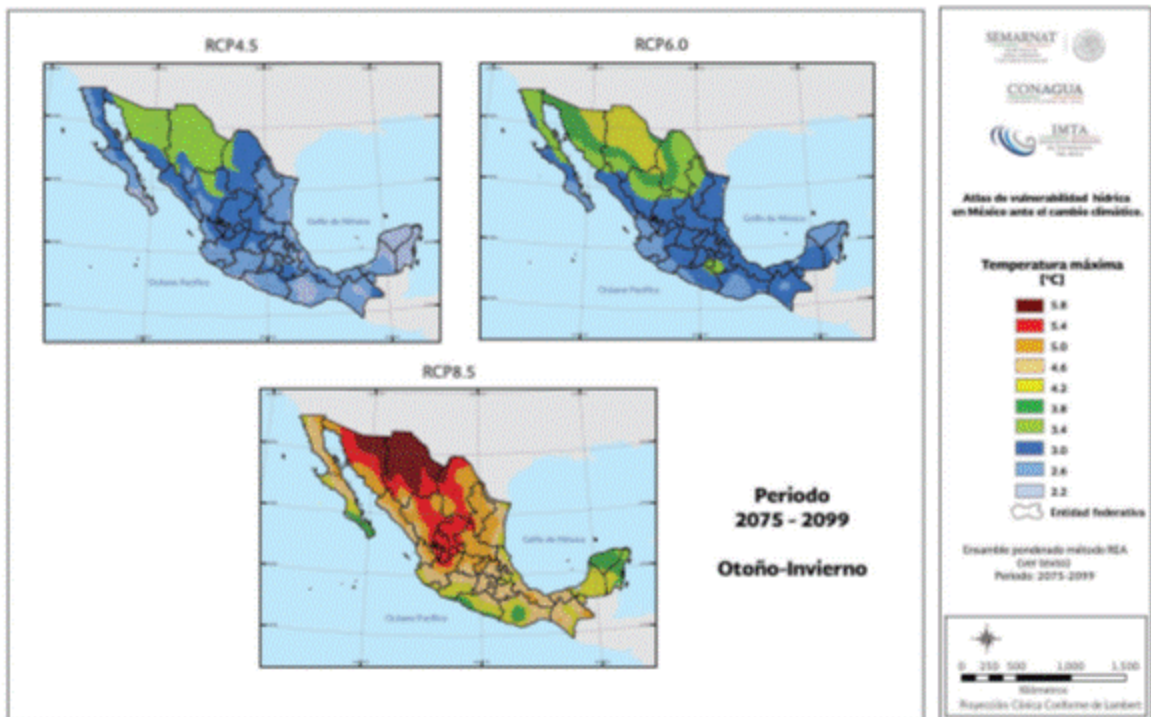 RCP4.5
RCP6.0
Golfo de México
Océano Pacífico
Golfo de México
Océano Pacífico
RCP8.5
Golfo de México
Océano Pacífico
Periodo
2075 - 2099
Otoño-Invierno
SEMARNAT
CONAGUA
IMTA
Atlas de vulnerabilidad hídrica
en México ante el cambio climático.
Temperatura máxima
[°C]
5.8
5.4
5.0
4.6
4.2
3.8
3.4
3.0
2.6
2.2
Entidad federativa
Ensamble ponderado método REA
(ver texto)
Periodo: 2075-2099
0 250 500 1,000 1,500
Kilómetros
Proyección: Cónica Conforme de Lambert